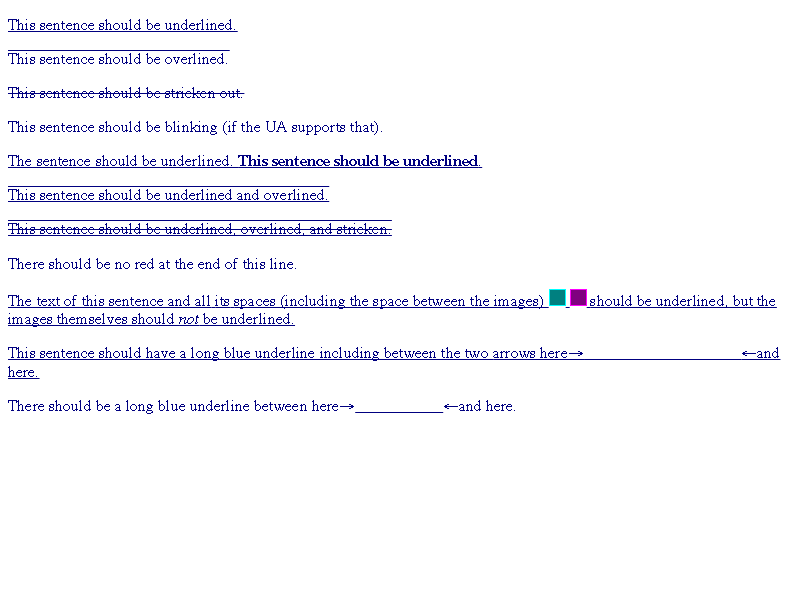 This sentence should be underlined.
This sentence should be overlined.
This sentence should be stricken out.
This sentence should be blinking (if the UA supports that).
The sentence should be underlined. This sentence should be underlined.
This sentence should be underlined and overlined.
This sentence should be underlined, overlined, and stricken.
There should be no red at the end of this line.
The text of this sentence and all its spaces (including the space between the images) should be underlined, but the
images themselves should not be underlined.
This sentence should have a long blue underline including between the two arrows here→ ←and
here.
There should be a long blue underline between here→ ←and here.